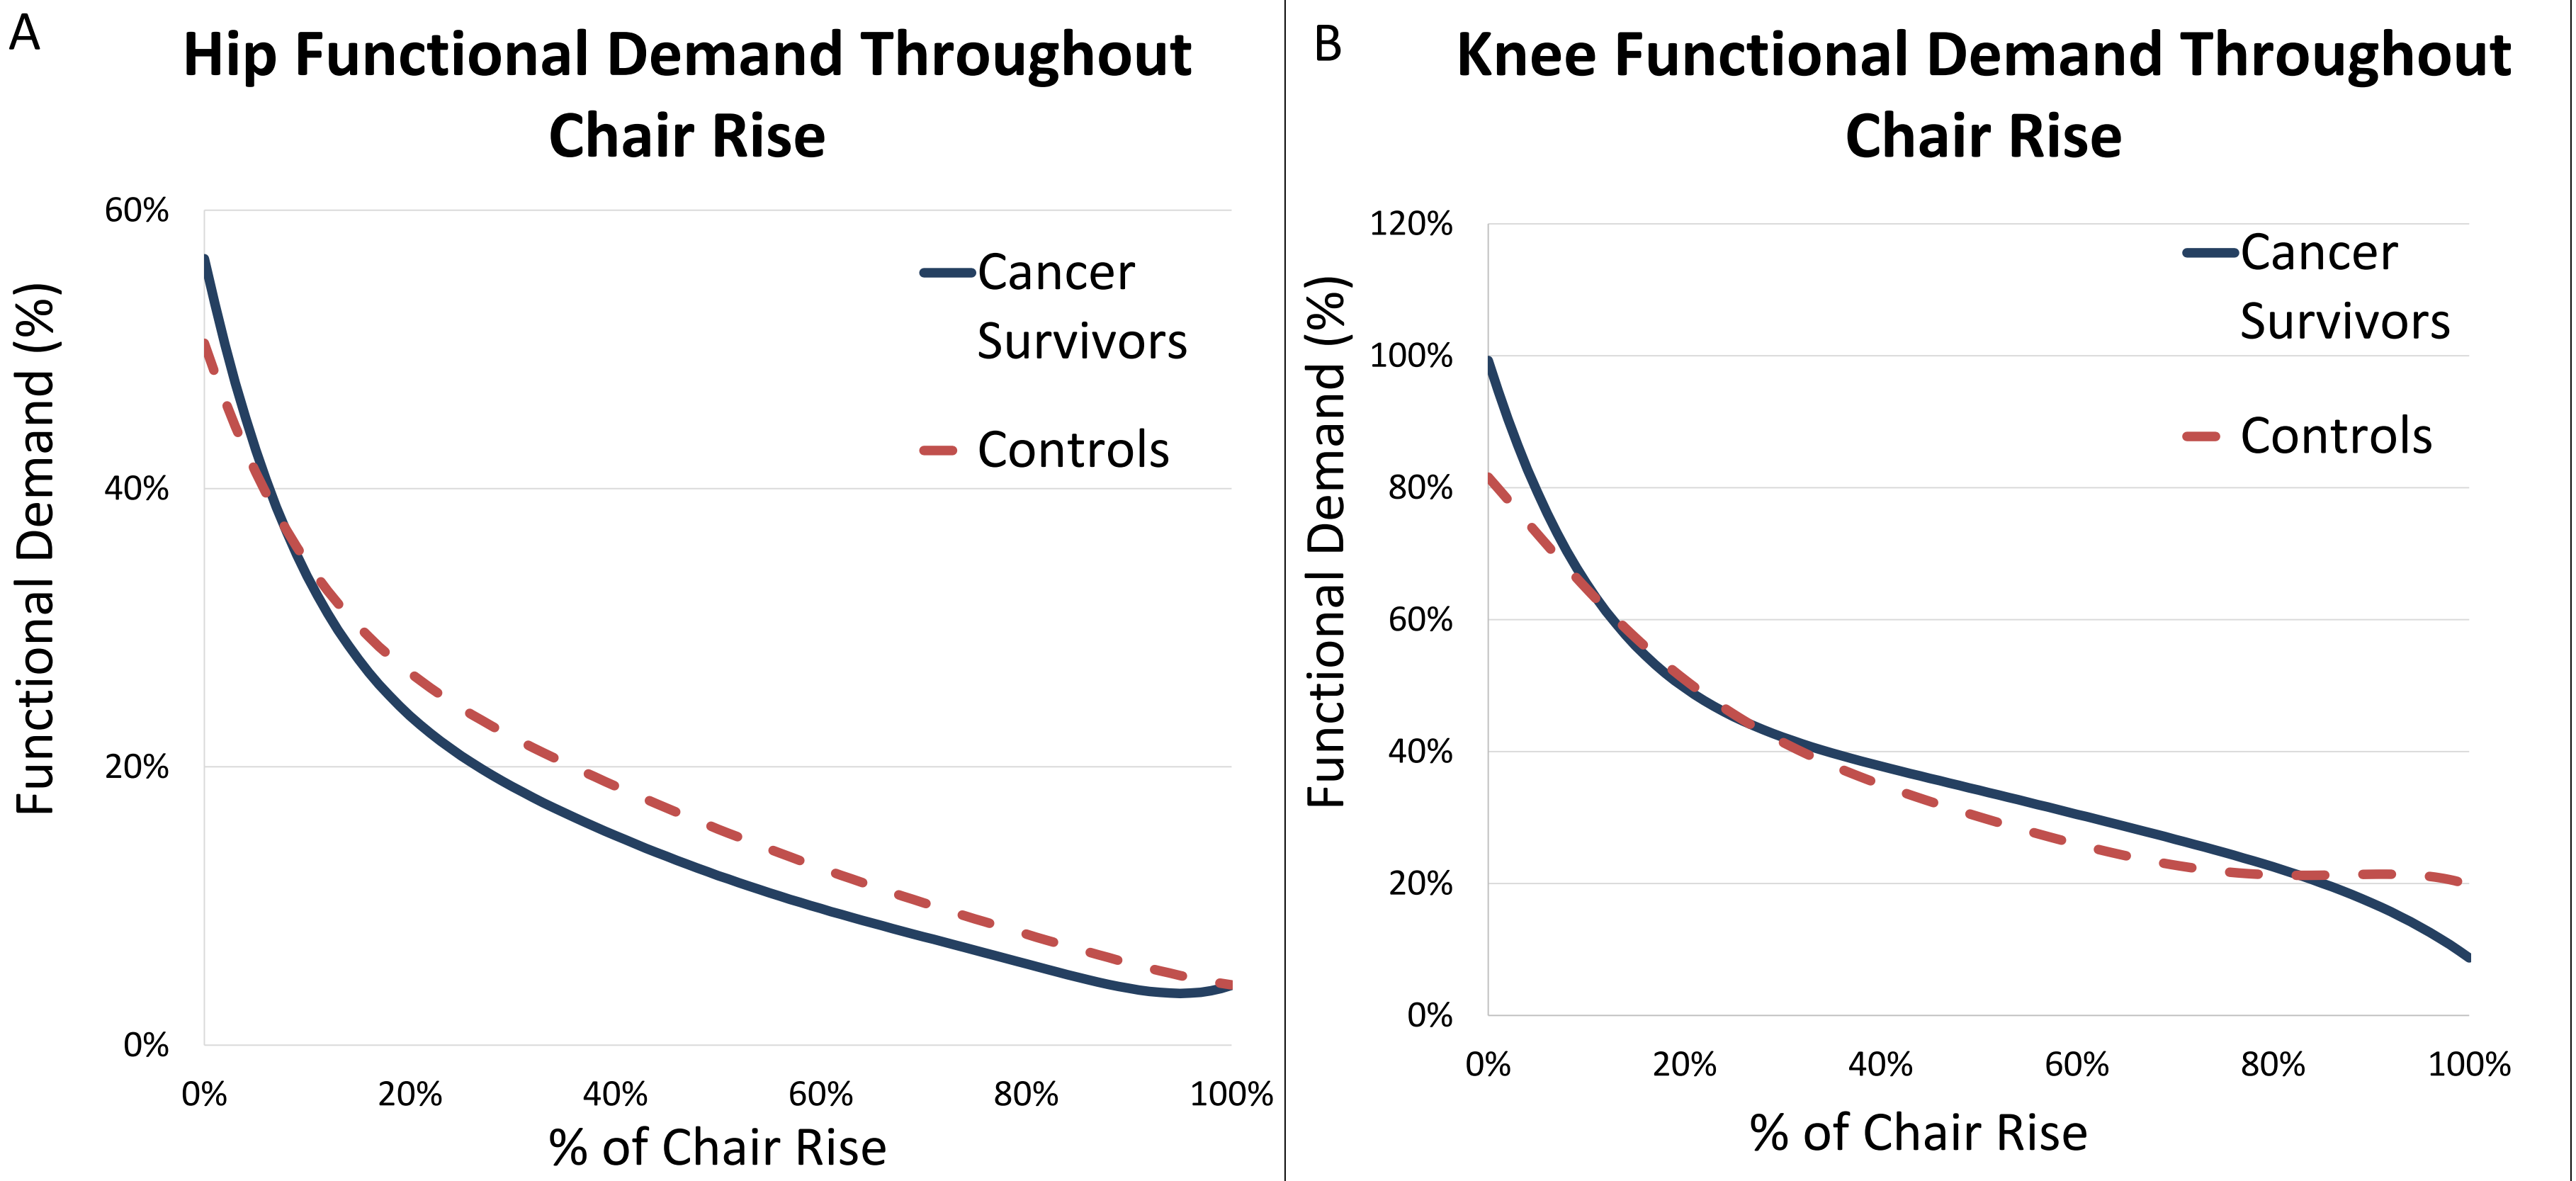 A
Hip Functional Demand Throughout
Chair Rise
Functional Demand (%)
60%
40%
20%
0%
Cancer
Survivors
Controls
0% 20% 40% 60% 80% 100%
% of Chair Rise
B
Knee Functional Demand Throughout
Chair Rise
Functional Demand (%)
120%
100%
80%
60%
40%
20%
0%
Cancer
Survivors
Controls
0% 20% 40% 60% 80% 100%
% of Chair Rise